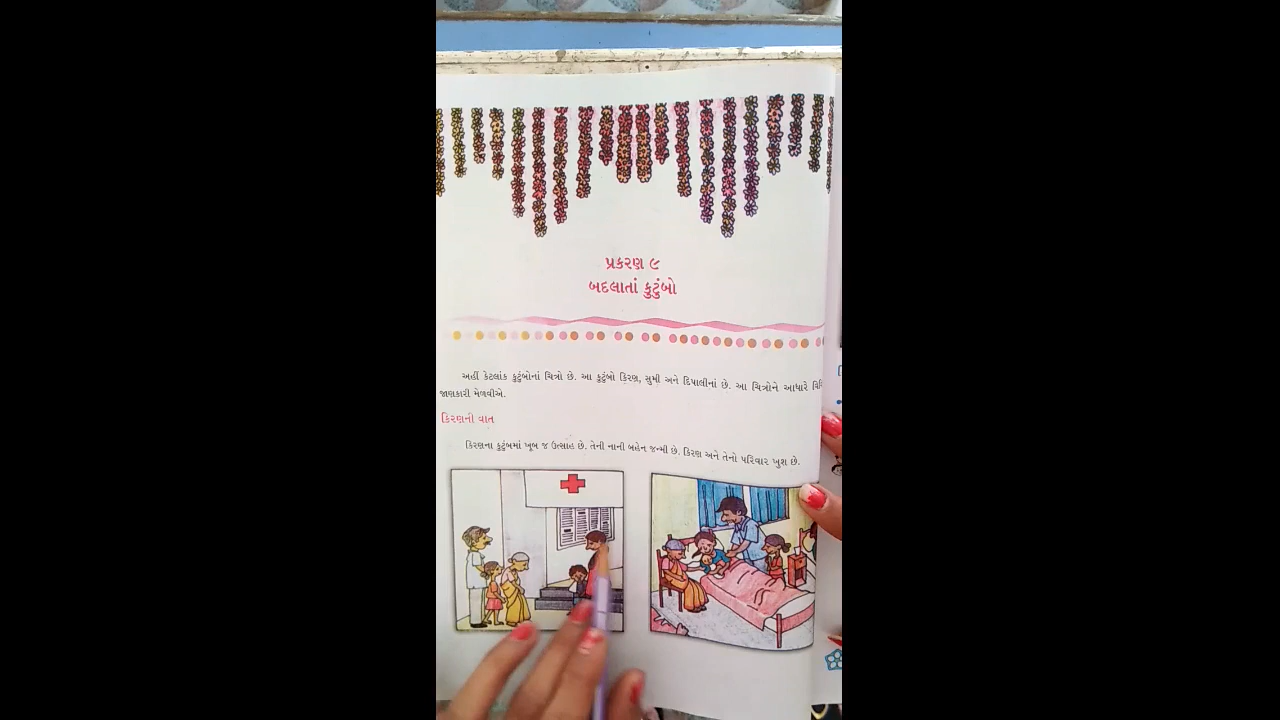 પ્રકરણ ૯
બદલાતાં કુટુંબો
અહીં કેટલાંક કુટુંબોનાં ચિત્રો છે. આ કુટુંબો કિરણ, સુમી અને દિપાલીનાં છે. આ ચિત્રોને આધારે
જાણકારી મેળવીએ.
કિરણની વાત
કિરણના કુટુંબમાં ખૂબ જ ઉત્સાહ છે. તેની નાની બહેન જન્મી છે. કિરણ અને તેનો પરિવાર ખુશ છે.